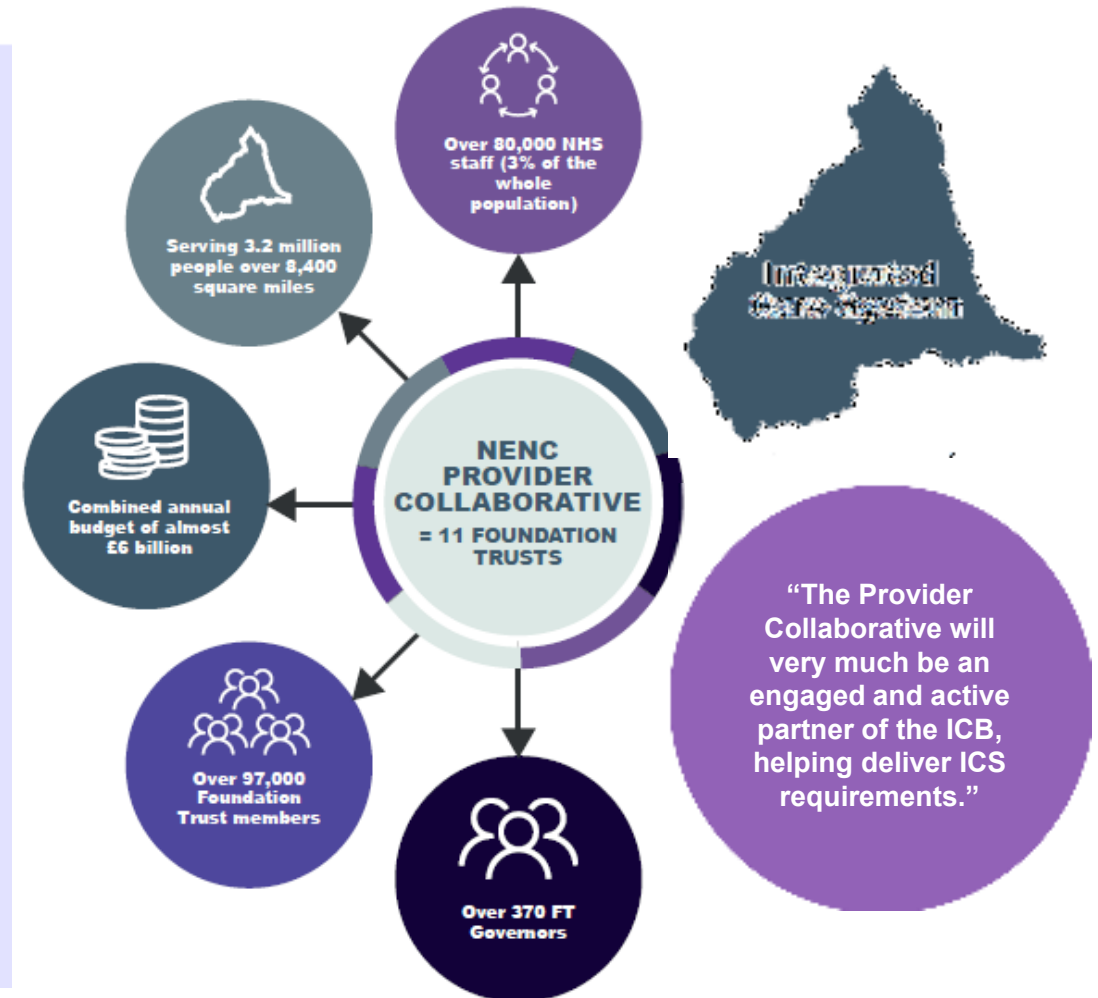 Over 80,000 NHS
staff (3% of the
whole
population)
Serving 3.2 million
people over 8,400
square miles
Integrated
Care System
NENC
PROVIDER
COLLABORATIVE
= 11 FOUNDATION
TRUSTS
Combined annual
budget of almost
£6 billion
“The Provider
Collaborative will
very much be an
engaged and active
partner of the ICB,
helping deliver ICS
requirements.”
Over 97,000
Foundation
Trust members
Over 370 FT
Governors